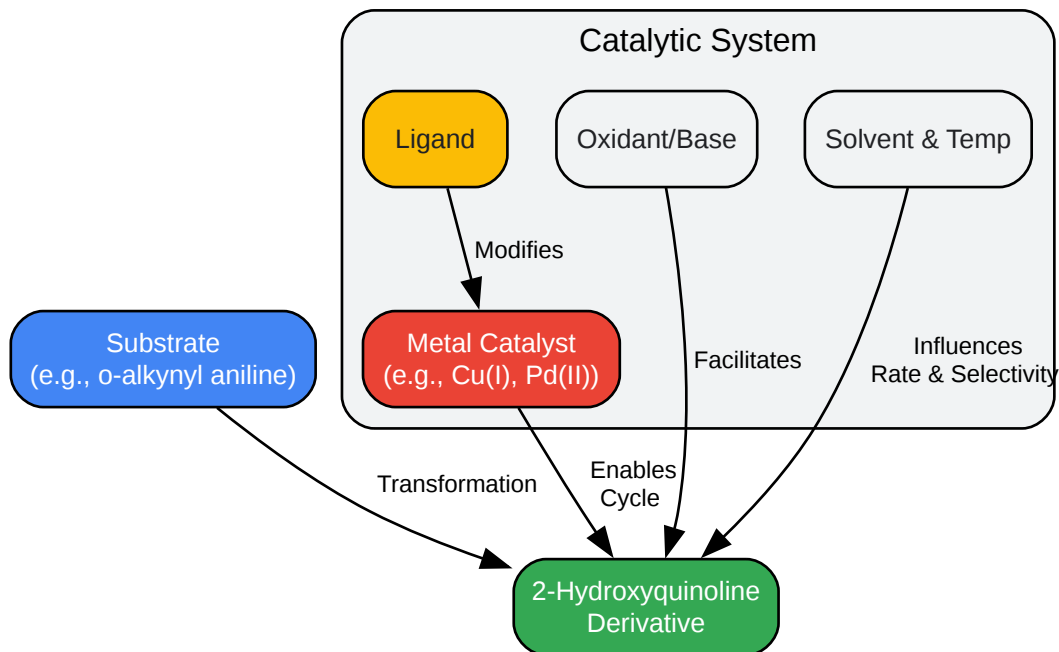 Catalytic System
Ligand
Oxidant/Base
Solvent & Temp
Modifies
Substrate
(e.g., o-alkynyl aniline)
Metal Catalyst
(e.g., Cu(I), Pd(II))
Facilitates
Influences
Rate & Selectivity
Transformation
Enables
Cycle
2-Hydroxyquinoline
Derivative